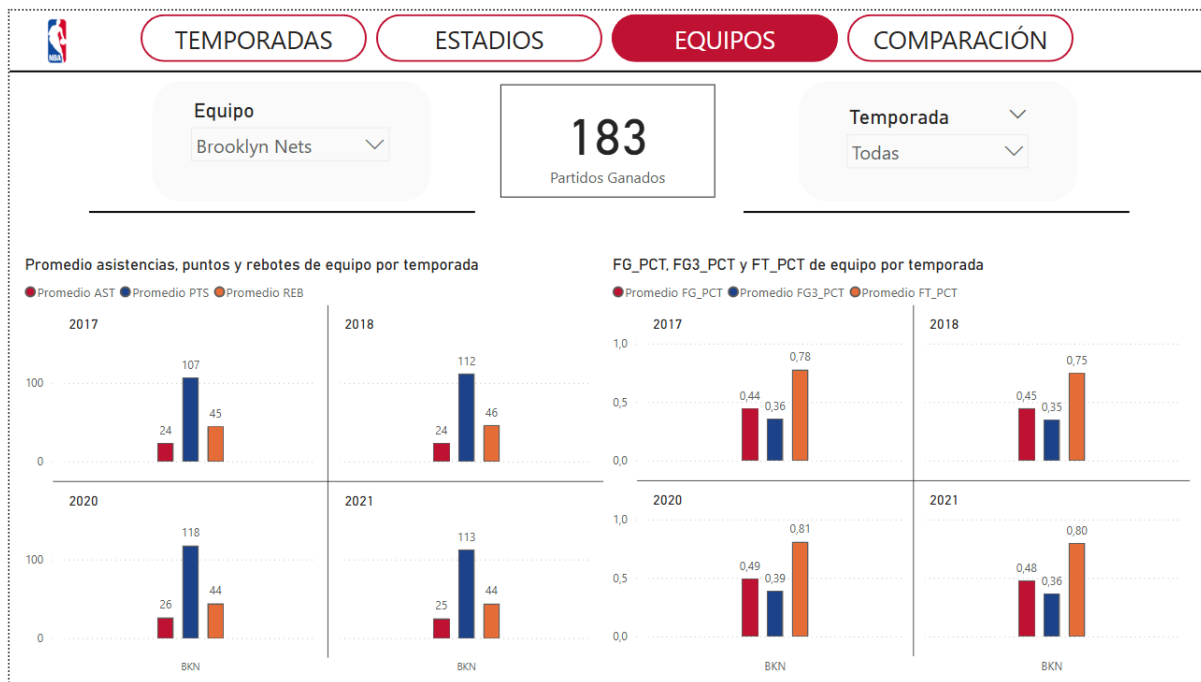 NBA
TEMPORADAS
ESTADIOS
EQUIPOS
COMPARACIÓN
Equipo
Brooklyn Nets
183
Partidos Ganados
Temporada
Todas
Promedio asistencias, puntos y rebotes de equipo por temporada
Promedio AST Promedio PTS Promedio REB
2017
2018
100
0
24
107
45
24
112
46
2020
2021
100
0
26
118
44
25
113
44
BKN
BKN
FG_PCT, FG3_PCT y FT_PCT de equipo por temporada
Promedio FG_PCT Promedio FG3_PCT Promedio FT_PCT
2017
2018
1,0
0,5
0,0
0,44
0,36
0,78
0,45
0,35
0,75
2020
2021
1,0
0,5
0,0
0,49
0,39
0,81
0,48
0,36
0,80
BKN
BKN